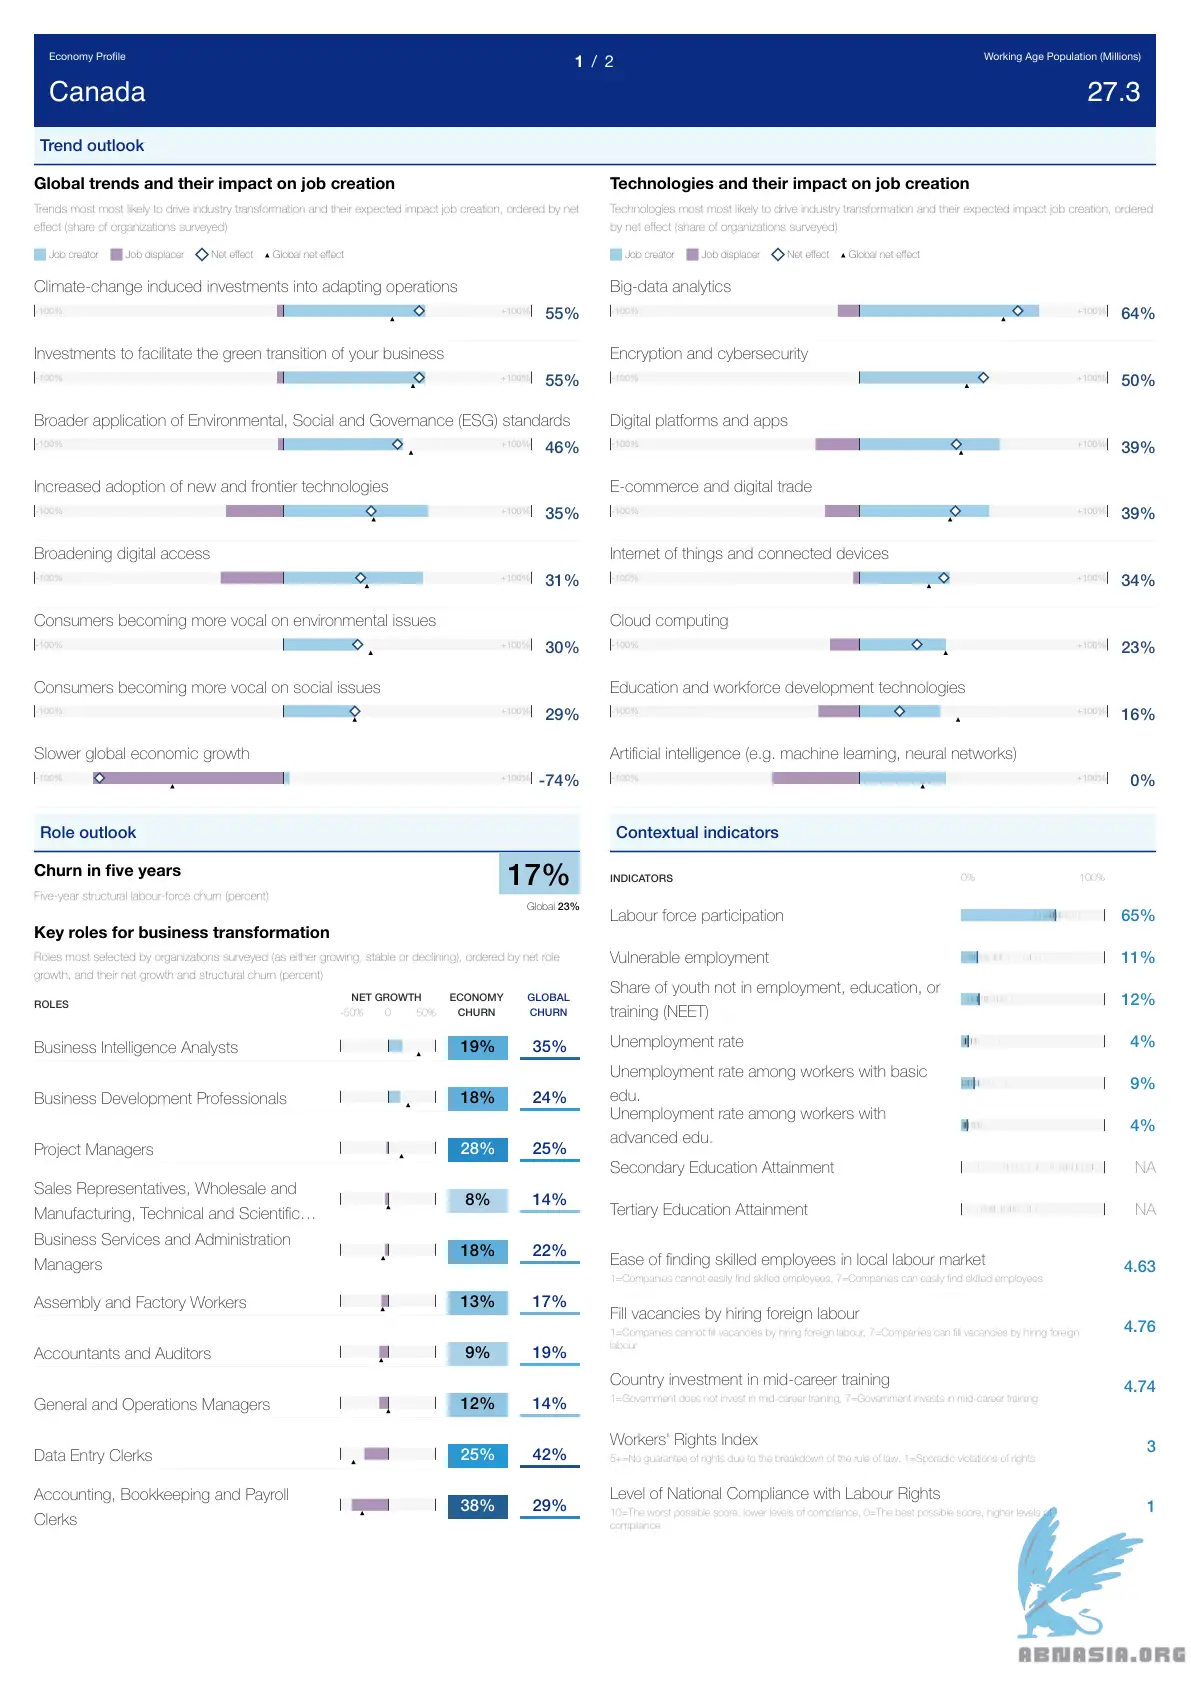 Economy Profile
1 / 2
Working Age Population (Millions)
Canada
27.3
Trend outlook
Global trends and their impact on job creation
Trends most most likely to drive industry transformation and their expected impact job creation, ordered by net
effect (share of organizations surveyed)
Job creator Job displacer Net effect Global net effect
Climate-change induced investments into adapting operations
-100% +100% 55%
Investments to facilitate the green transition of your business
-100% +100% 55%
Broader application of Environmental, Social and Governance (ESG) standards
-100% +100% 46%
Increased adoption of new and frontier technologies
-100% +100% 35%
Broadening digital access
-100% +100% 31%
Consumers becoming more vocal on environmental issues
-100% +100% 30%
Consumers becoming more vocal on social issues
-100% +100% 29%
Slower global economic growth
-100% +100% -74%
Technologies and their impact on job creation
Technologies most most likely to drive industry transformation and their expected impact job creation, ordered
by net effect (share of organizations surveyed)
Job creator Job displacer Net effect Global net effect
Big-data analytics
-100% +100% 64%
Encryption and cybersecurity
-100% +100% 50%
Digital platforms and apps
-100% +100% 39%
E-commerce and digital trade
-100% +100% 39%
Internet of things and connected devices
-100% +100% 34%
Cloud computing
-100% +100% 23%
Education and workforce development technologies
-100% +100% 16%
Artificial intelligence (e.g. machine learning, neural networks)
-100% +100% 0%
Role outlook
Churn in five years
17%
Five-year structural labour-force churn (percent)
Global 23%
Key roles for business transformation
Roles most selected by organizations surveyed (as either growing, stable or declining), ordered by net role
growth, and their net growth and structural churn (percent)
ROLES
NET GROWTH
-50% 0 50%
ECONOMY
CHURN
GLOBAL
CHURN
Business Intelligence Analysts 19% 35%
Business Development Professionals 18% 24%
Project Managers 28% 25%
Sales Representatives, Wholesale and
Manufacturing, Technical and Scientific… 8% 14%
Business Services and Administration
Managers 18% 22%
Assembly and Factory Workers 13% 17%
Accountants and Auditors 9% 19%
General and Operations Managers 12% 14%
Data Entry Clerks 25% 42%
Accounting, Bookkeeping and Payroll
Clerks 38% 29%
Contextual indicators
INDICATORS 0% 100%
Labour force participation 65%
Vulnerable employment 11%
Share of youth not in employment, education, or
training (NEET) 12%
Unemployment rate 4%
Unemployment rate among workers with basic
edu. 9%
Unemployment rate among workers with
advanced edu. 4%
Secondary Education Attainment NA
Tertiary Education Attainment NA
Ease of finding skilled employees in local labour market 4.63
1=Companies cannot easily find skilled employees, 7=Companies can easily find skilled employees
Fill vacancies by hiring foreign labour 4.76
1=Companies cannot fill vacancies by hiring foreign labour, 7=Companies can fill vacancies by hiring foreign
labour
Country investment in mid-career training 4.74
1=Government does not invest in mid-career training, 7=Government invests in mid-career training
Workers' Rights Index 3
5+=No guarantee of rights due to the breakdown of the rule of law, 1=Sporadic violations of rights
Level of National Compliance with Labour Rights 1
10=The worst possible score, lower levels of compliance, 0=The best possible score, higher levels of
compliance
ABNASIA.ORG